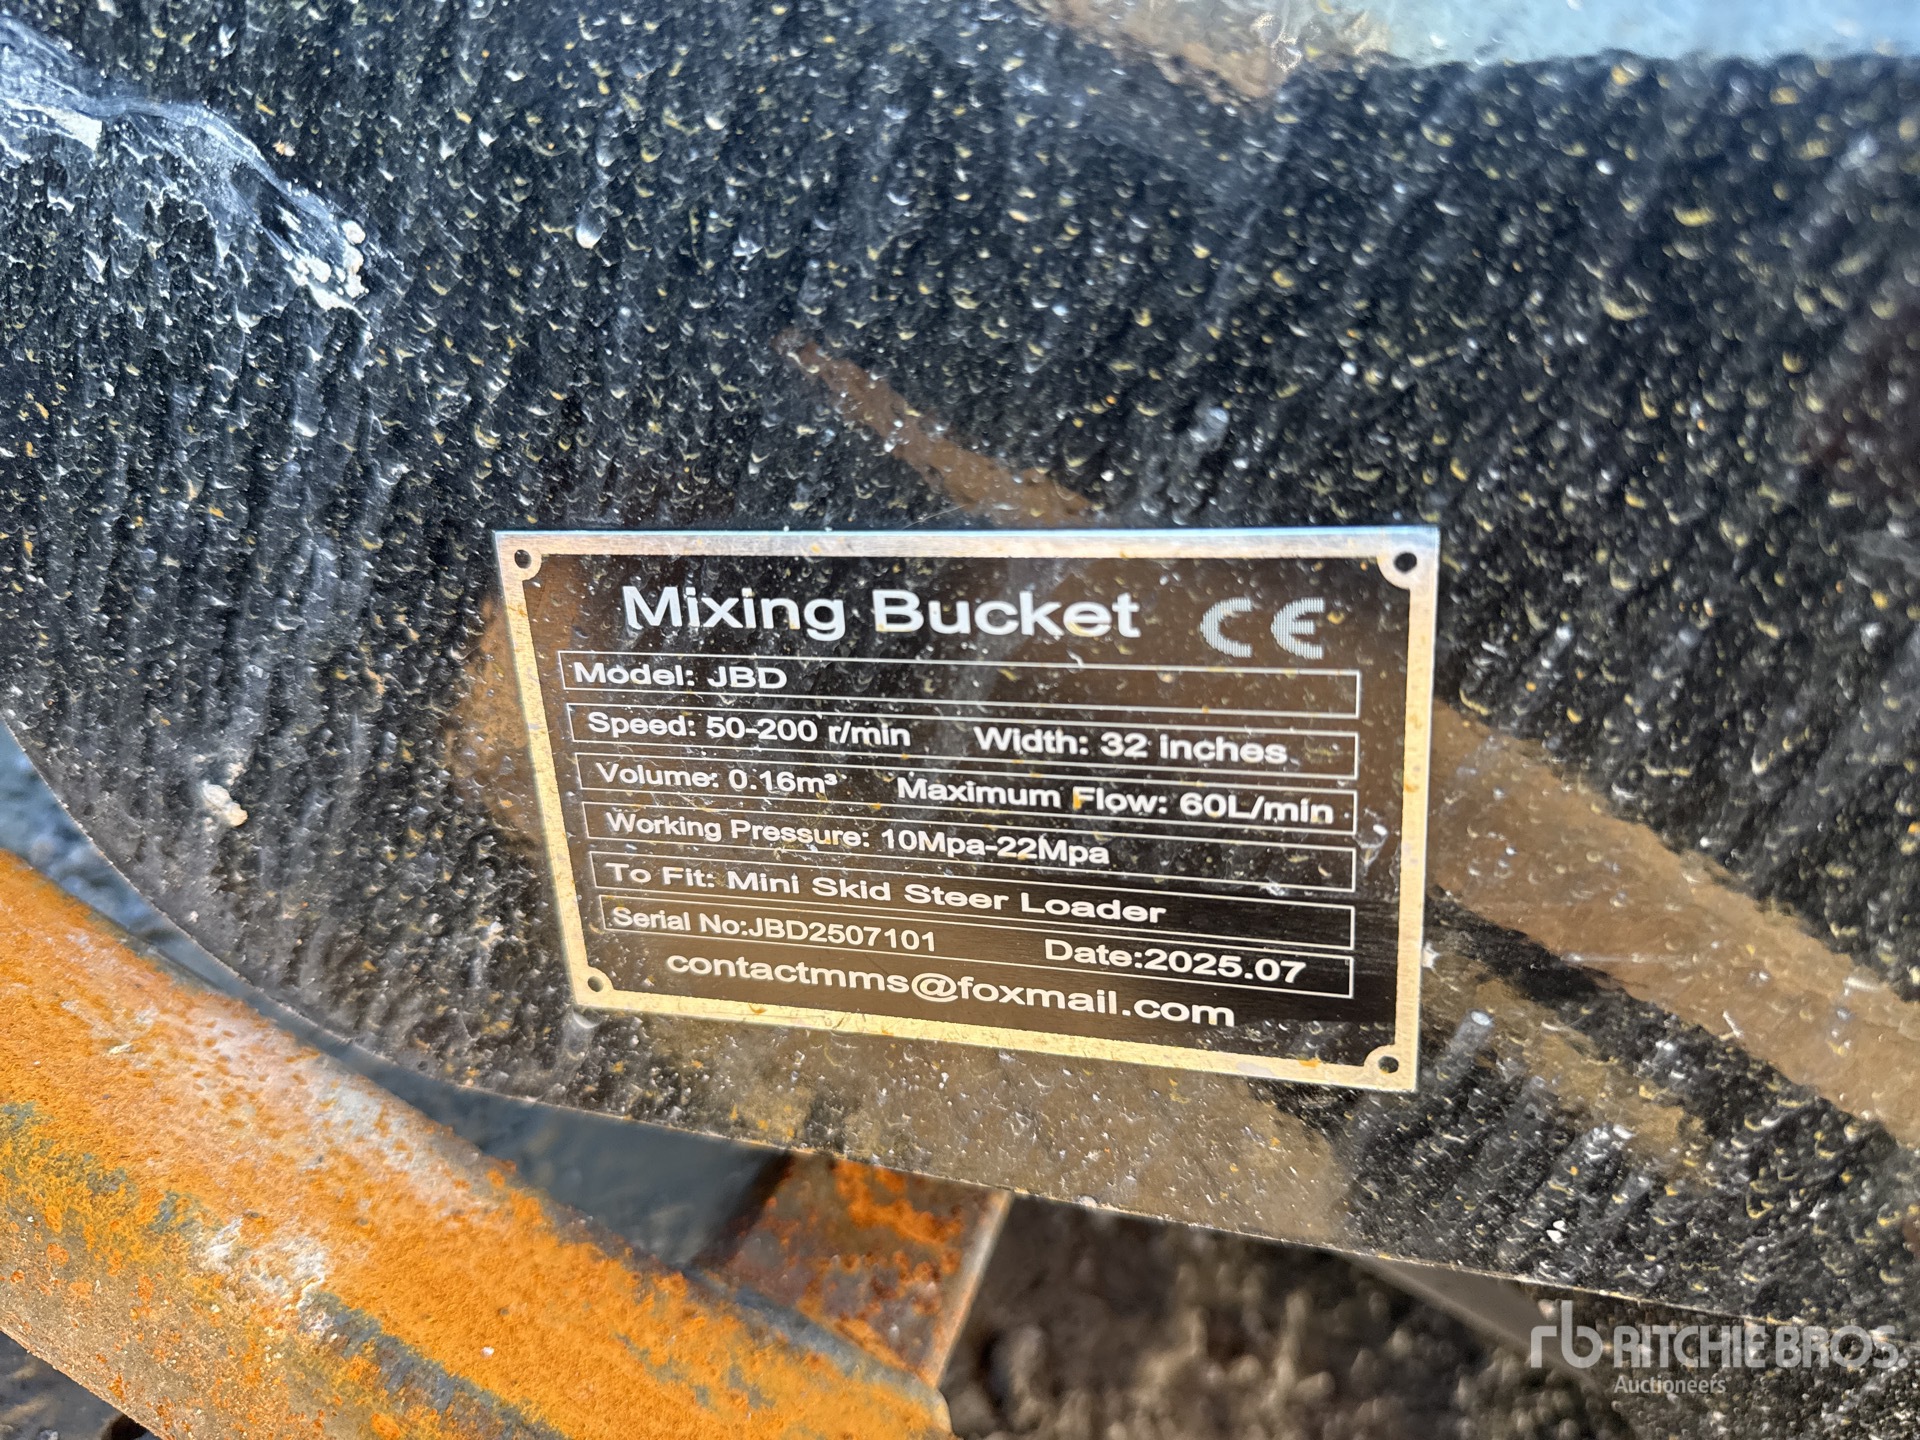 Mixing Bucket CE
Model: JBD
Speed: 50-200 r/min Width: 32 inches
Volume: 0.16m³ Maximum Flow: 60L/min
Working Pressure: 10Mpa-22Mpa
To Fit: Mini Skid Steer Loader
Serial No:JBD2507101 Date:2025.07
contactmms@foxmail.com
rb RITCHIE BROS.
Auctioneers